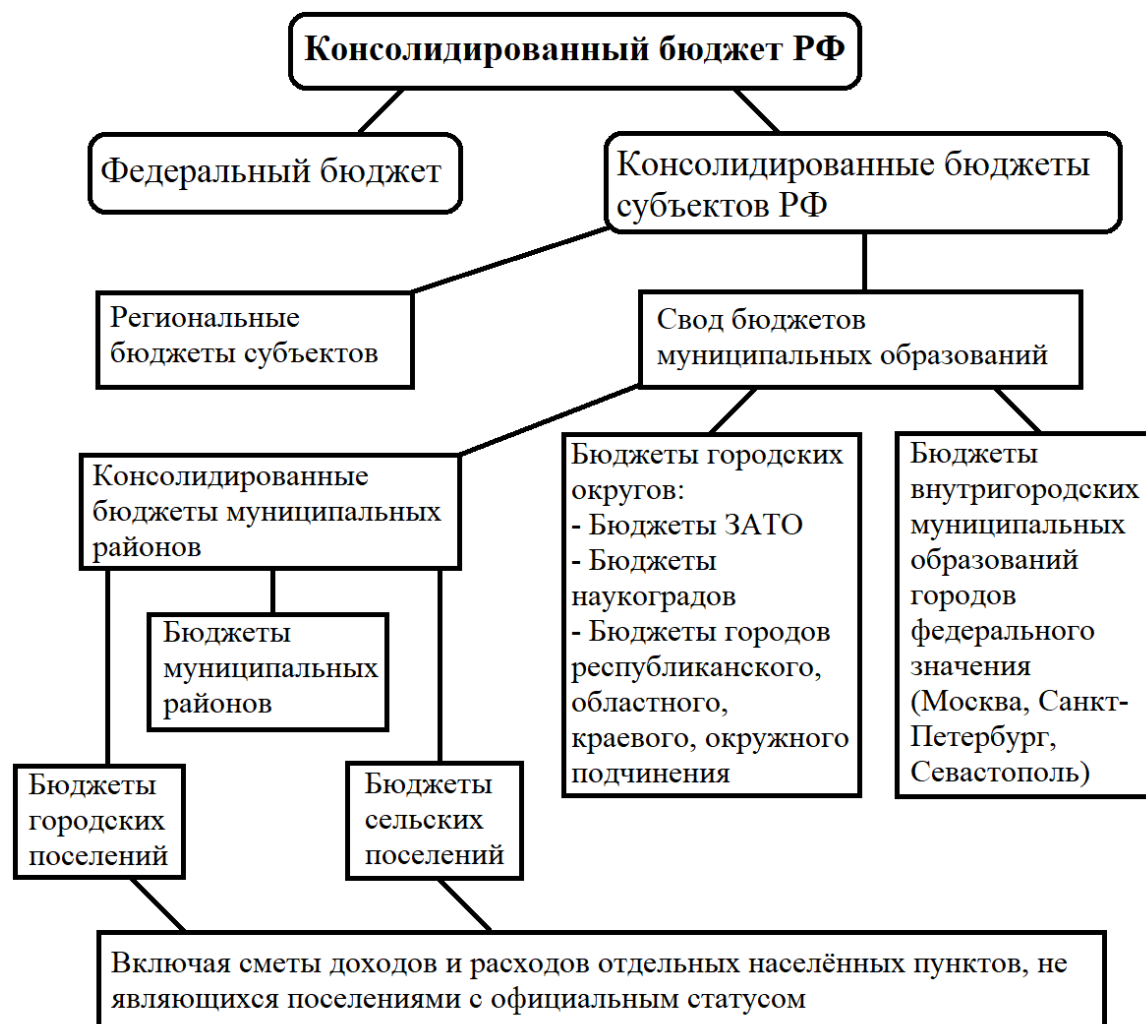 Консолидированный бюджет РФ
Федеральный бюджет
Консолидированные бюджеты
субъектов РФ
Региональные
бюджеты субъектов
Свод бюджетов
муниципальных образований
Консолидированные
бюджеты муниципальных
районов
Бюджеты городских
округов:
- Бюджеты ЗАТО
- Бюджеты
наукоградов
- Бюджеты городов
республиканского,
областного,
краевого, окружного
подчинения
Бюджеты
внутригородских
муниципальных
образований
городов
федерального
значения
(Москва, Санкт-
Петербург,
Севастополь)
Бюджеты
муниципальных
районов
Бюджеты
городских
поселений
Бюджеты
сельских
поселений
Включая сметы доходов и расходов отдельных населённых пунктов, не
являющихся поселениями с официальным статусом